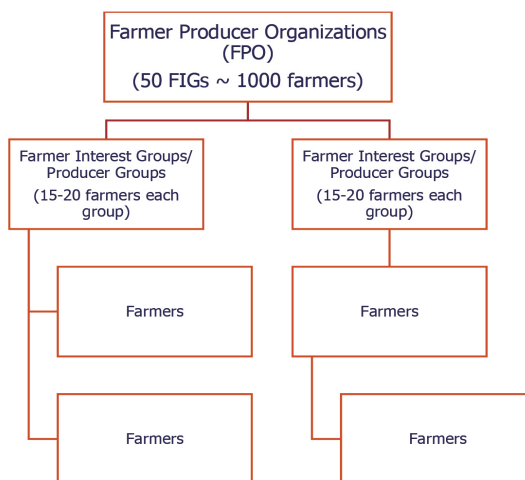 Farmer Producer Organizations
(FPO)
(50 FIGs ~ 1000 farmers)
Farmer Interest Groups/
Producer Groups
(15-20 farmers each
group)
Farmer Interest Groups/
Producer Groups
(15-20 farmers each
group)
Farmers
Farmers
Farmers
Farmers